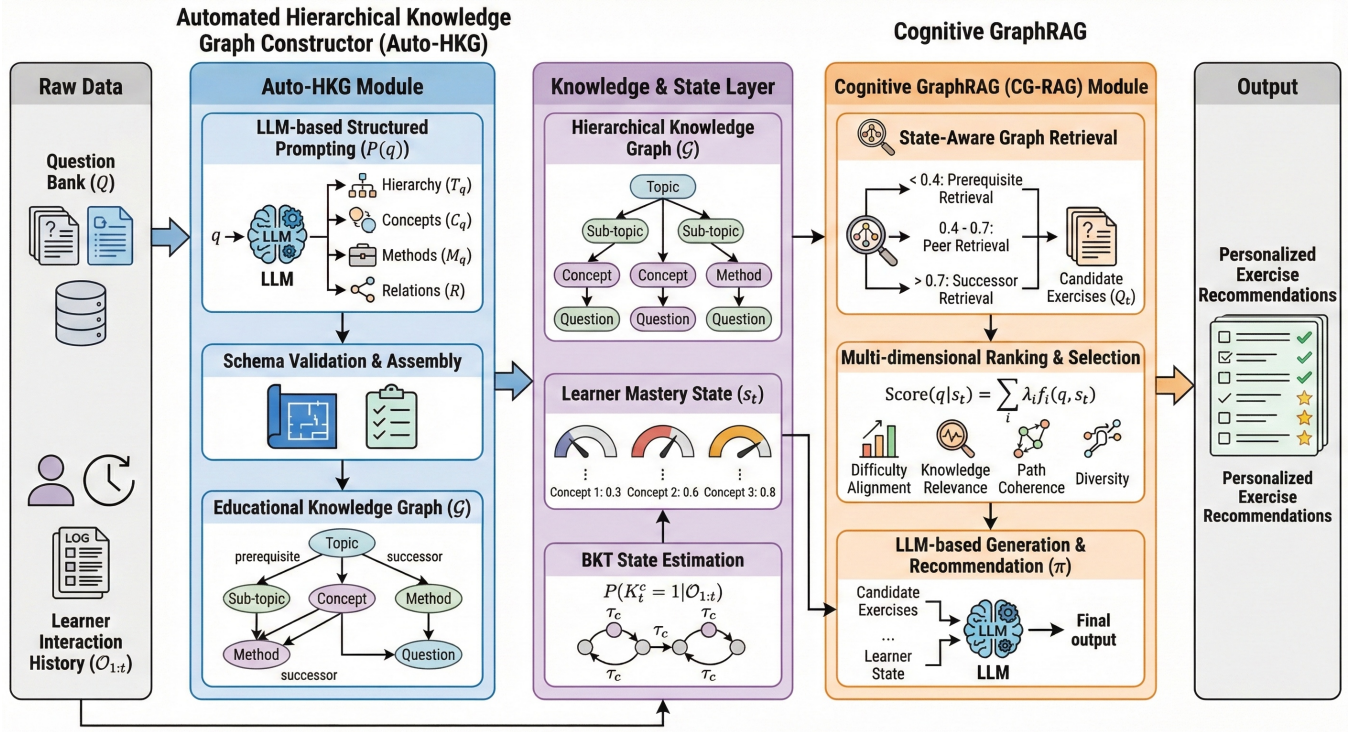 Automated Hierarchical Knowledge
Graph Constructor (Auto-HKG)
Cognitive GraphRAG
Raw Data
Question
Bank (Q)
?
LOG
Learner
Interaction
History (𝒪₁:ₜ)
Auto-HKG Module
LLM-based Structured
Prompting (P(q))
q
LLM
LLM
Hierarchy (T_q)
Concepts (C_q)
Methods (M_q)
Relations (R)
Schema Validation & Assembly
Educational Knowledge Graph (𝒢)
prerequisite
Topic
successor
Sub-topic
Concept
Method
Method
Question
successor
Knowledge & State Layer
Hierarchical Knowledge
Graph (𝒢)
Topic
Sub-topic
Sub-topic
Concept
Concept
Method
Question
Question
Question
Learner Mastery State (s_t)
⋮ ⋮ ⋮
Concept 1: 0.3
Concept 2: 0.6
Concept 3: 0.8
BKT State Estimation
P(K_t^c = 1|𝒪₁:ₜ)
τ_c
τ_c
τ_c
τ_c
τ_c
Cognitive GraphRAG (CG-RAG) Module
State-Aware Graph Retrieval
< 0.4: Prerequisite
Retrieval
0.4 - 0.7:
Peer Retrieval
> 0.7: Successor
Retrieval
?
Candidate
Exercises (Q_t)
Multi-dimensional Ranking & Selection
Score(q|s_t) = ∑_i λ_i f_i(q, s_t)
Difficulty
Alignment
Knowledge
Relevance
Path
Coherence
Diversity
LLM-based Generation &
Recommendation (π)
Candidate
Exercises
...
Learner
State
LLM
LLM
Final
output
Output
Personalized
Exercise
Recommendations
Personalized
Exercise
Recommendations